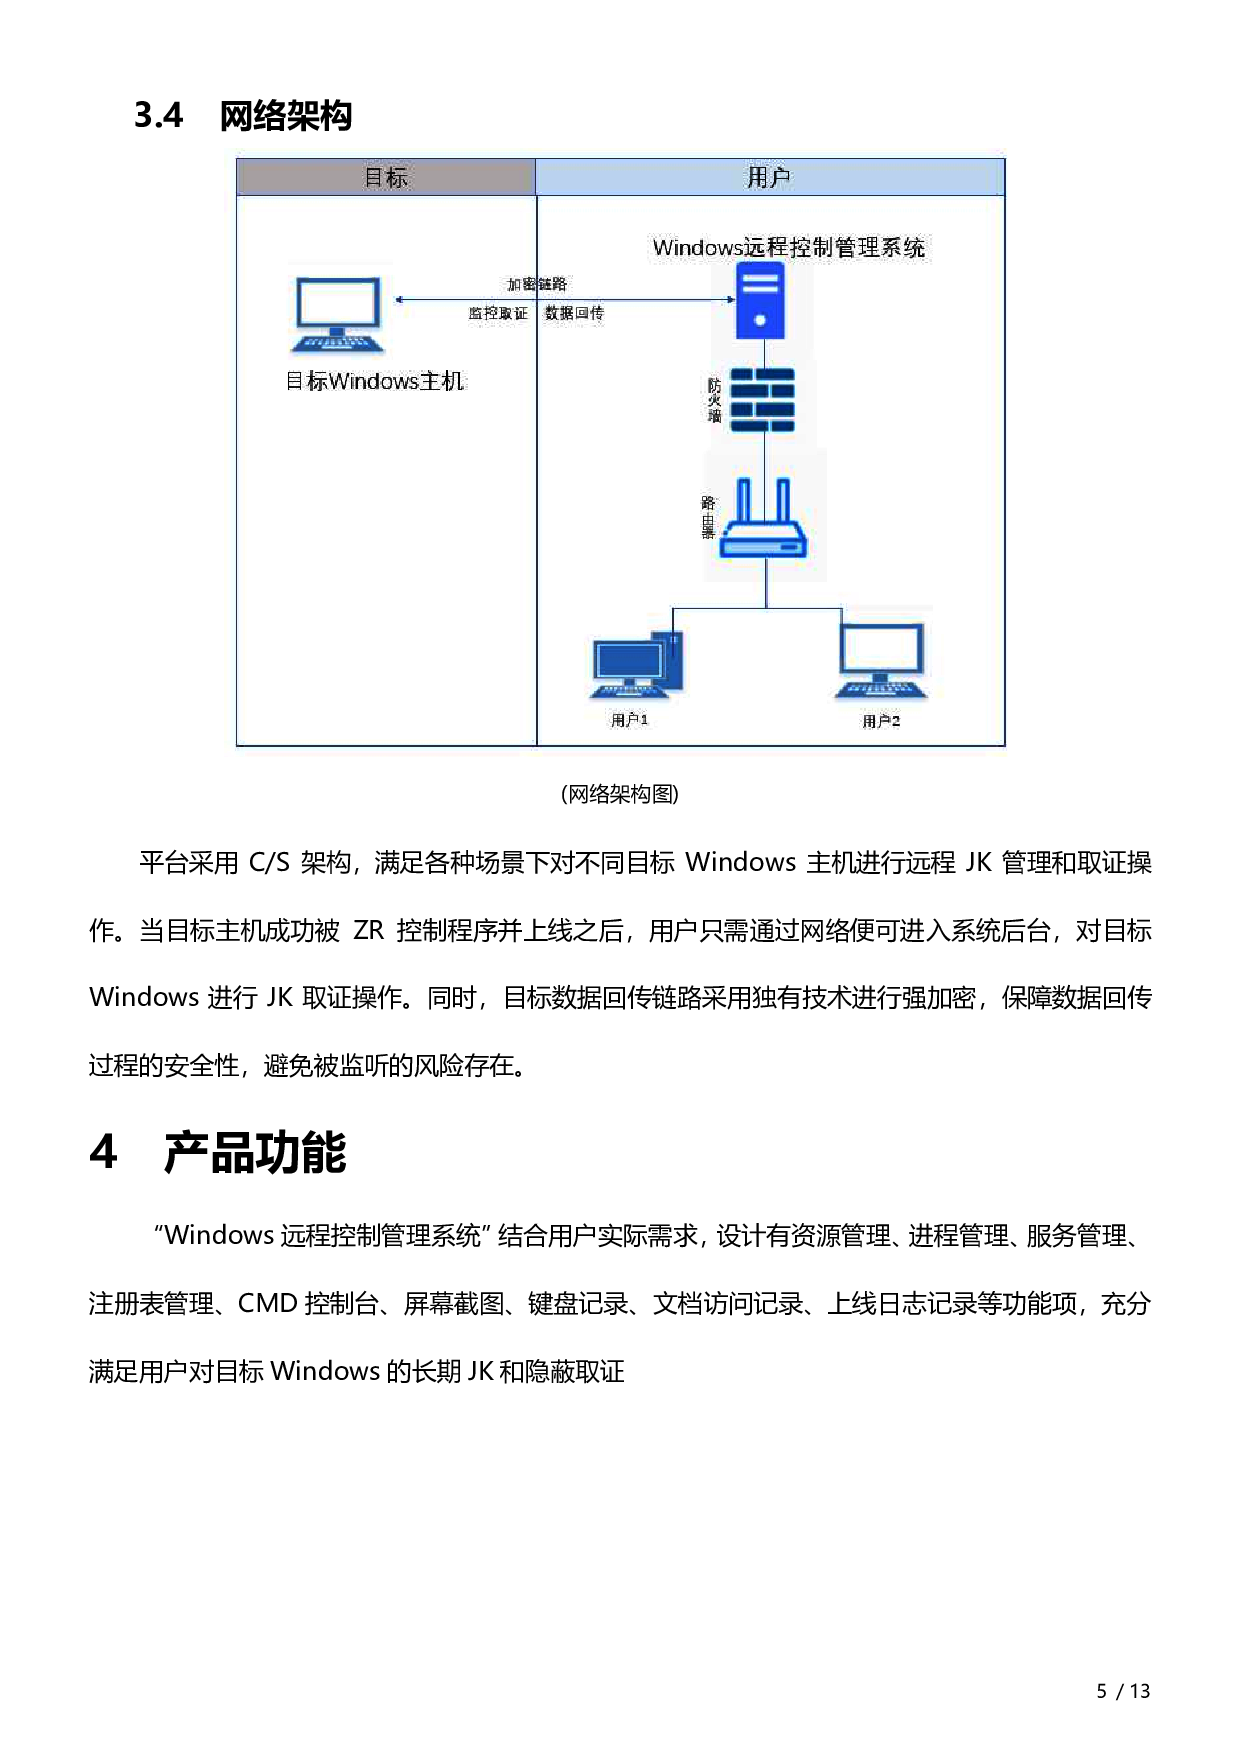 3.4 网络架构
目标
用户
Windows远程控制管理系统
加密链路
监控取证 数据回传
目标Windows主机
防火墙
路由器
用户1
用户2
(网络架构图)
平台采用 C/S 架构，满足各种场景下对不同目标 Windows 主机进行远程 JK 管理和取证操
作。当目标主机成功被 ZR 控制程序并上线之后，用户只需通过网络便可进入系统后台，对目标
Windows 进行 JK 取证操作。同时，目标数据回传链路采用独有技术进行强加密，保障数据回传
过程的安全性，避免被监听的风险存在。
4 产品功能
“Windows 远程控制管理系统” 结合用户实际需求，设计有资源管理、进程管理、服务管理、
注册表管理、CMD 控制台、屏幕截图、键盘记录、文档访问记录、上线日志记录等功能项，充分
满足用户对目标 Windows 的长期 JK 和隐蔽取证
5 / 13